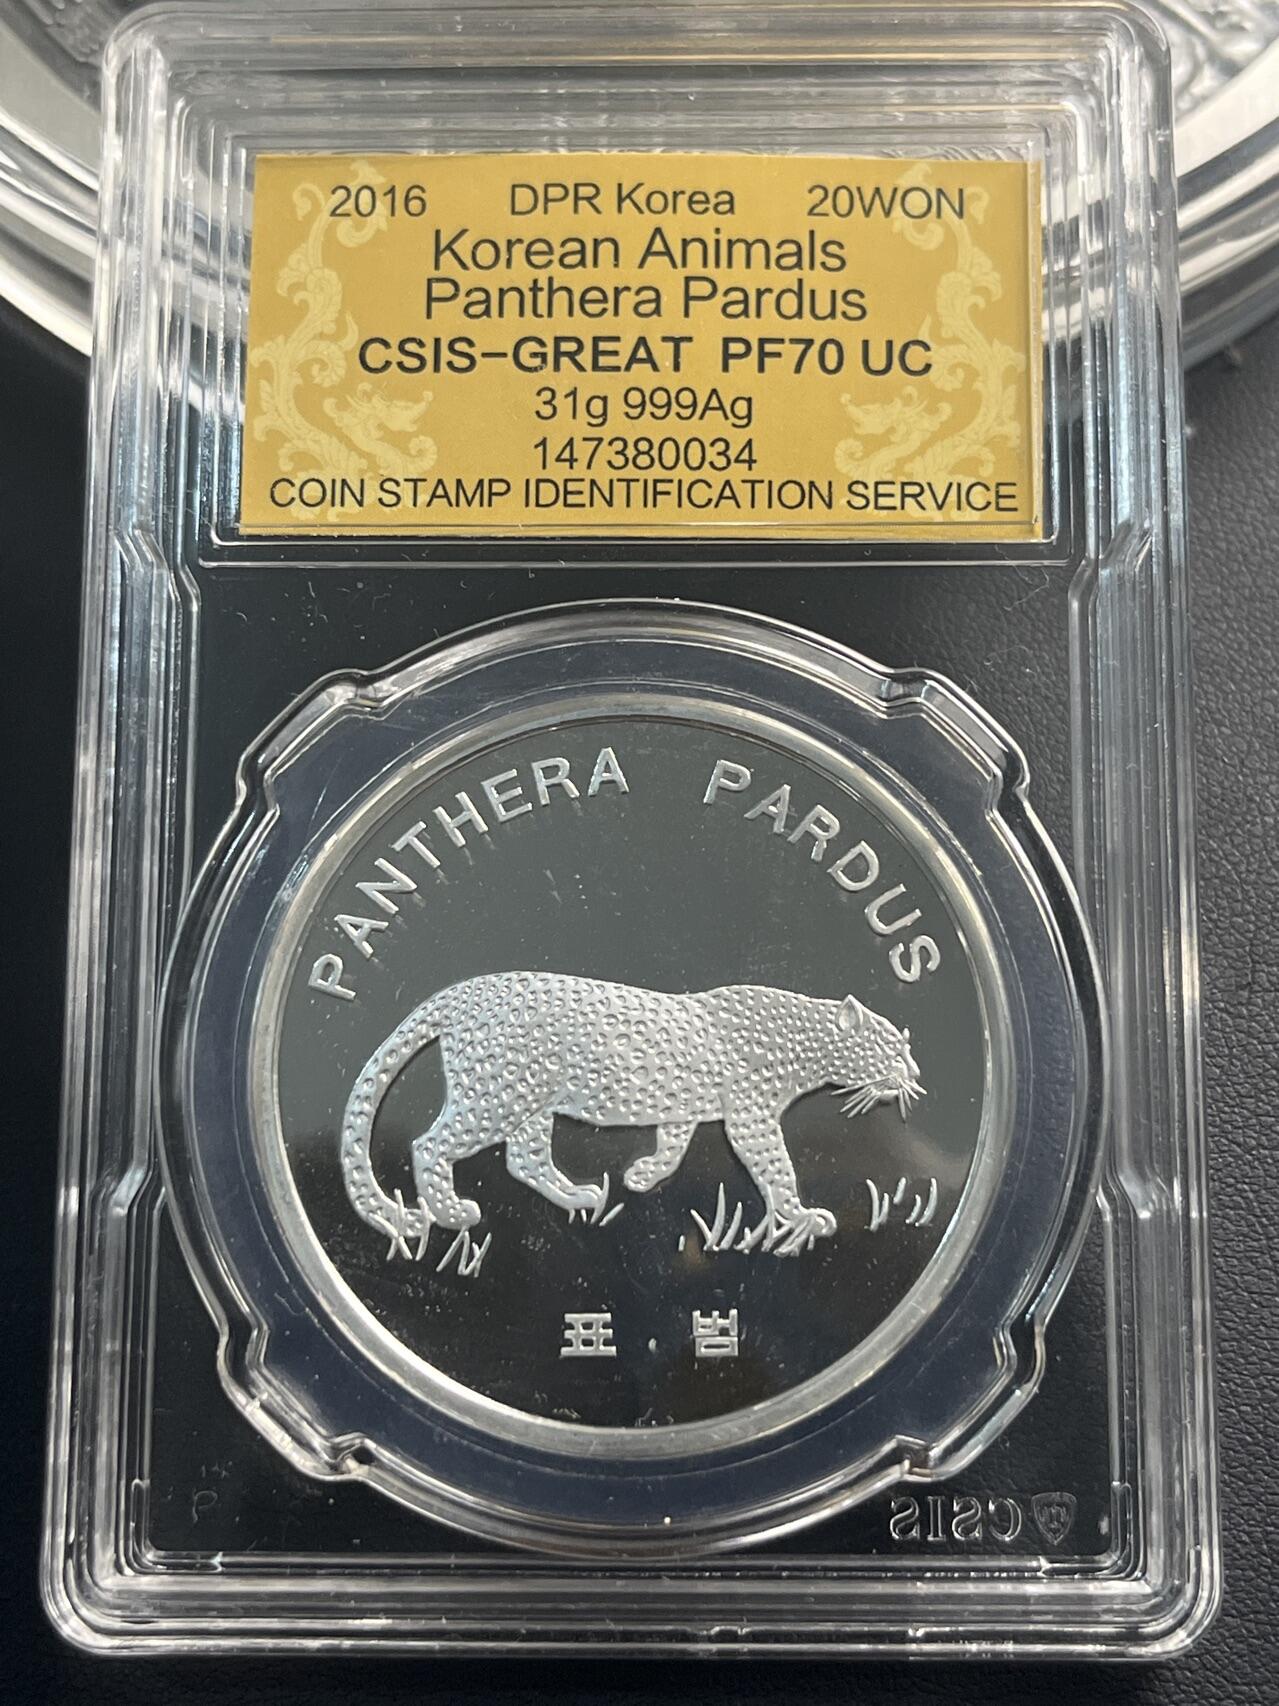 2016 DPR Korea 20WON
Korean Animals
Panthera Pardus
CSIS-GREAT PF70 UC
31g 999Ag
147380034
COIN STAMP IDENTIFICATION SERVICE
PANTHERA PARDUS
표.범
CSIS